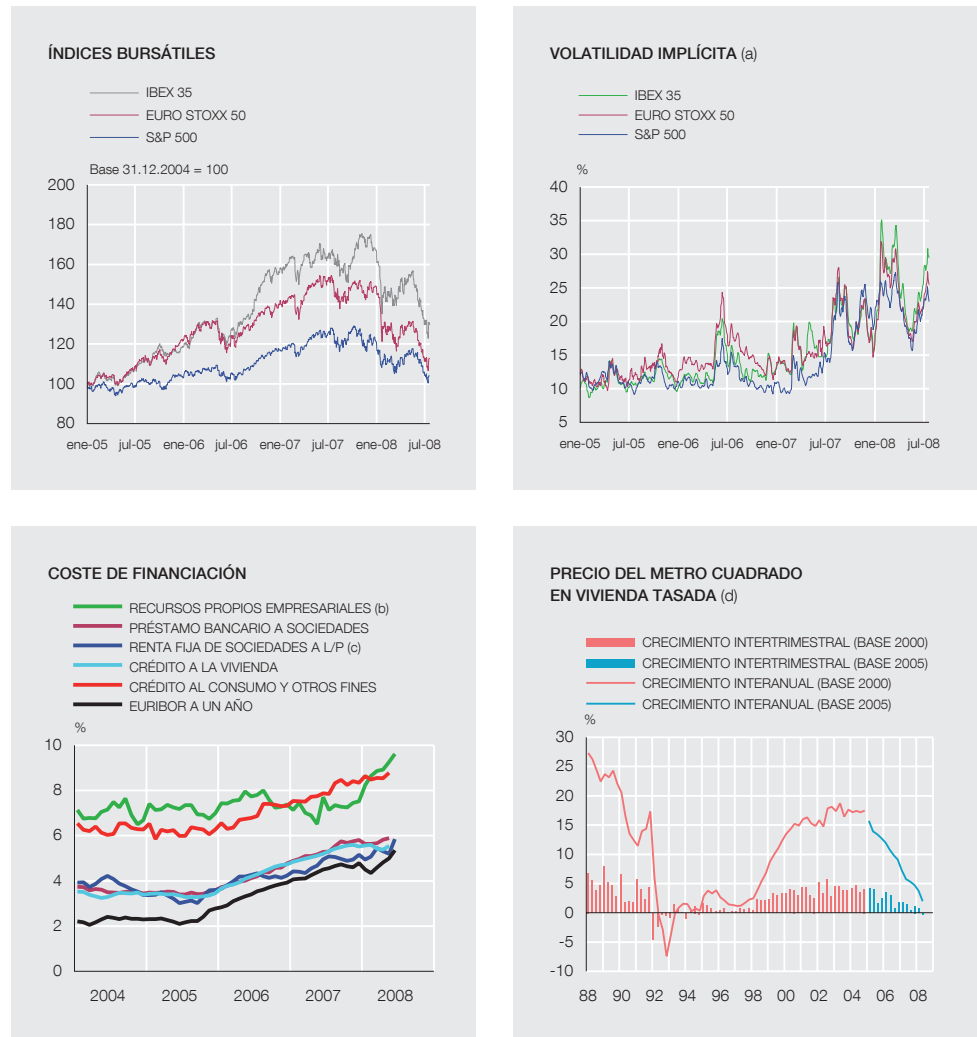 ÍNDICES BURSÁTILES
IBEX 35
EURO STOXX 50
S&P 500
Base 31.12.2004 = 100
200
180
160
140
120
100
80
ene-05 jul-05 ene-06 jul-06 ene-07 jul-07 ene-08 jul-08
VOLATILIDAD IMPLÍCITA (a)
IBEX 35
EURO STOXX 50
S&P 500
%
40
35
30
25
20
15
10
5
ene-05 jul-05 ene-06 jul-06 ene-07 jul-07 ene-08 jul-08
COSTE DE FINANCIACIÓN
RECURSOS PROPIOS EMPRESARIALES (b)
PRÉSTAMO BANCARIO A SOCIEDADES
RENTA FIJA DE SOCIEDADES A L/P (c)
CRÉDITO A LA VIVIENDA
CRÉDITO AL CONSUMO Y OTROS FINES
EURIBOR A UN AÑO
%
10
8
6
4
2
0
2004 2005 2006 2007 2008
PRECIO DEL METRO CUADRADO
EN VIVIENDA TASADA (d)
CRECIMIENTO INTERTRIMESTRAL (BASE 2000)
CRECIMIENTO INTERTRIMESTRAL (BASE 2005)
CRECIMIENTO INTERANUAL (BASE 2000)
CRECIMIENTO INTERANUAL (BASE 2005)
%
30
25
20
15
10
5
0
-5
-10
88 90 92 94 96 98 00 02 04 06 08